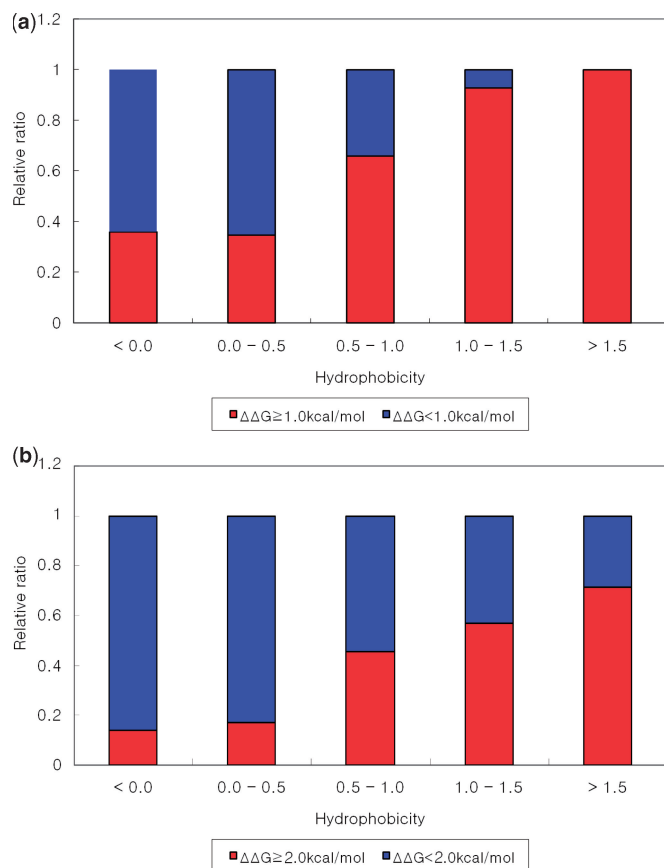 (a)
1.2
1
0.8
0.6
0.4
0.2
0
Relative ratio
< 0.0
0.0 – 0.5
0.5 – 1.0
1.0 – 1.5
> 1.5
Hydrophobicity
ΔΔG≥1.0kcal/mol ΔΔG<1.0kcal/mol
(b)
1.2
1
0.8
0.6
0.4
0.2
0
Relative ratio
< 0.0
0.0 – 0.5
0.5 – 1.0
1.0 – 1.5
> 1.5
Hydrophobicity
ΔΔG≥2.0kcal/mol ΔΔG<2.0kcal/mol